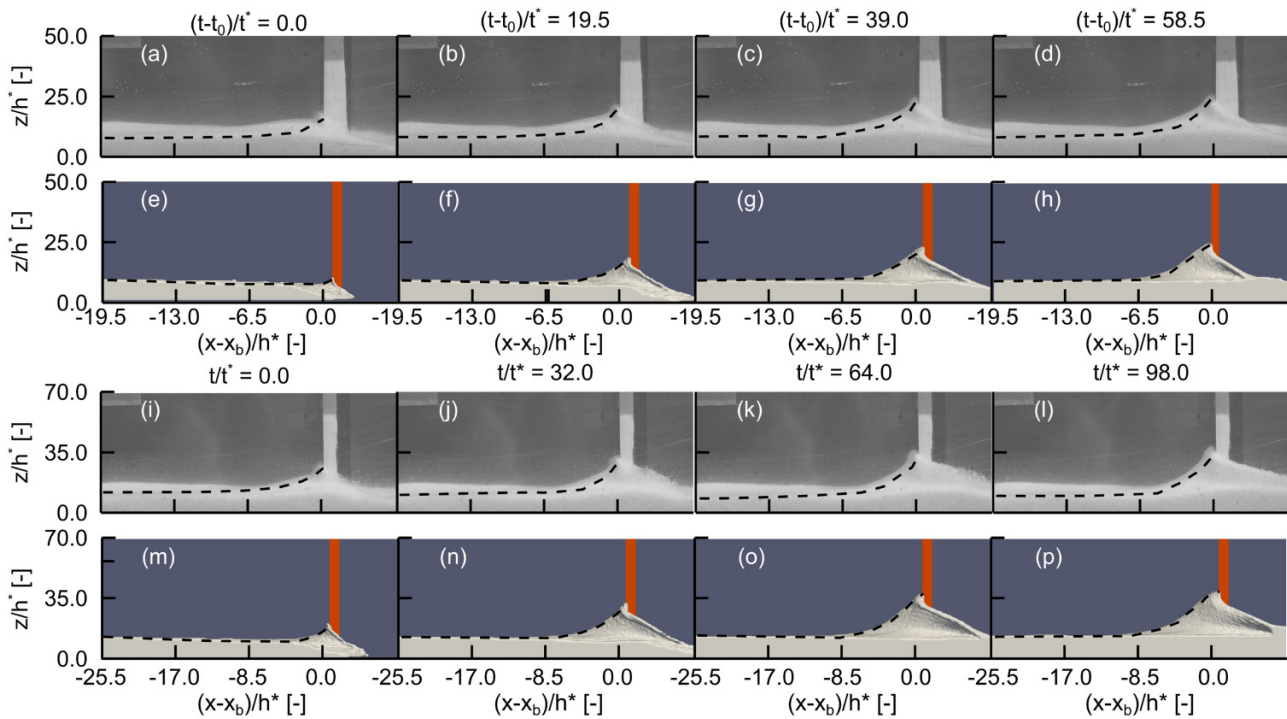 (t-t₀)/t* = 0.0 (t-t₀)/t* = 19.5 (t-t₀)/t* = 39.0 (t-t₀)/t* = 58.5
50.0 (a) (b) (c) (d)
z/h* [-] 25.0
0.0
50.0 (e) (f) (g) (h)
z/h* [-] 25.0
0.0
-19.5 -13.0 -6.5 0.0 -19.5 -13.0 -6.5 0.0 -19.5 -13.0 -6.5 0.0 -19.5 -13.0 -6.5 0.0
(x-x_b)/h* [-] (x-x_b)/h* [-] (x-x_b)/h* [-] (x-x_b)/h* [-]
t/t* = 0.0 t/t* = 32.0 t/t* = 64.0 t/t* = 98.0
70.0 (i) (j) (k) (l)
z/h* [-] 35.0
0.0
70.0 (m) (n) (o) (p)
z/h* [-] 35.0
0.0
-25.5 -17.0 -8.5 0.0 -25.5 -17.0 -8.5 0.0 -25.5 -17.0 -8.5 0.0 -25.5 -17.0 -8.5 0.0
(x-x_b)/h* [-] (x-x_b)/h* [-] (x-x_b)/h* [-] (x-x_b)/h* [-]